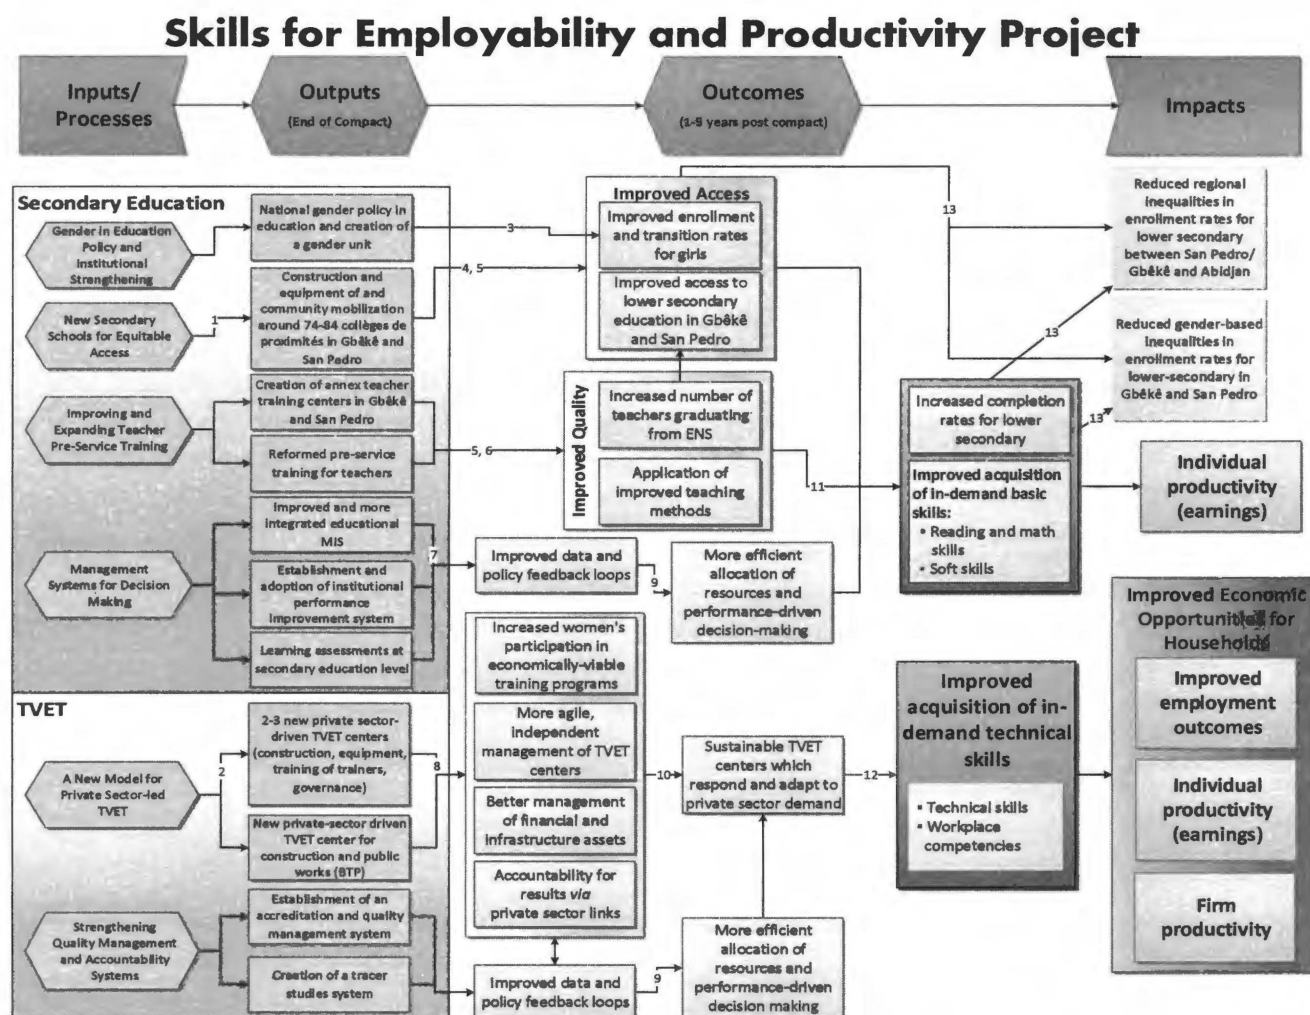 Skills for Employability and Productivity Project
Inputs/
Processes
Outputs
(End of Compact)
Outcomes
(1-5 years post compact)
Impacts
Secondary Education
Gender in Education
Policy and
Institutional
Strengthening
National gender policy in
education and creation of
a gender unit
3
Improved Access
Improved enrollment
and transition rates
for girls
13
Reduced regional
inequalities in
enrollment rates for
lower secondary
between San Pedro/
Gbêkê and Abidjan
New Secondary
Schools for Equitable
Access
1
Construction and
equipment of and
community mobilization
around 74-84 collèges de
proximités in Gbêkê and
San Pedro
4, 5
Improved access to
lower secondary
education in Gbêkê
and San Pedro
13
Reduced gender-based
inequalities in
enrollment rates for
lower-secondary in
Gbêkê and San Pedro
Improving and
Expanding Teacher
Pre-Service Training
Creation of annex teacher
training centers in Gbêkê
and San Pedro
Reformed pre-service
training for teachers
5, 6
Improved Quality
Increased number of
teachers graduating
from ENS
Application of
improved teaching
methods
11
Increased completion
rates for lower
secondary
Improved acquisition
of in-demand basic
skills:
• Reading and math
skills
• Soft skills
13
Individual
productivity
(earnings)
Management
Systems for Decision
Making
Improved and more
integrated educational
MIS
Establishment and
adoption of institutional
performance
improvement system
Learning assessments at
secondary education level
7
Improved data and
policy feedback loops
9
More efficient
allocation of
resources and
performance-driven
decision-making
TVET
A New Model for
Private Sector-led
TVET
2
2-3 new private sector-
driven TVET centers
(construction, equipment,
training of trainers,
governance)
New private-sector driven
TVET center for
construction and public
works (BTP)
8
Increased women's
participation in
economically-viable
training programs
More agile,
independent
management of TVET
centers
Better management
of financial and
infrastructure assets
Accountability for
results via
private sector links
10
Sustainable TVET
centers which
respond and adapt to
private sector demand
12
Improved
acquisition of in-
demand technical
skills
▪ Technical skills
▪ Workplace
competencies
Improved Economic
Opportunities for
Households
Improved
employment
outcomes
Individual
productivity
(earnings)
Firm
productivity
Strengthening
Quality Management
and Accountability
Systems
Establishment of an
accreditation and quality
management system
Creation of a tracer
studies system
Improved data and
policy feedback loops
9
More efficient
allocation of
resources and
performance-driven
decision making